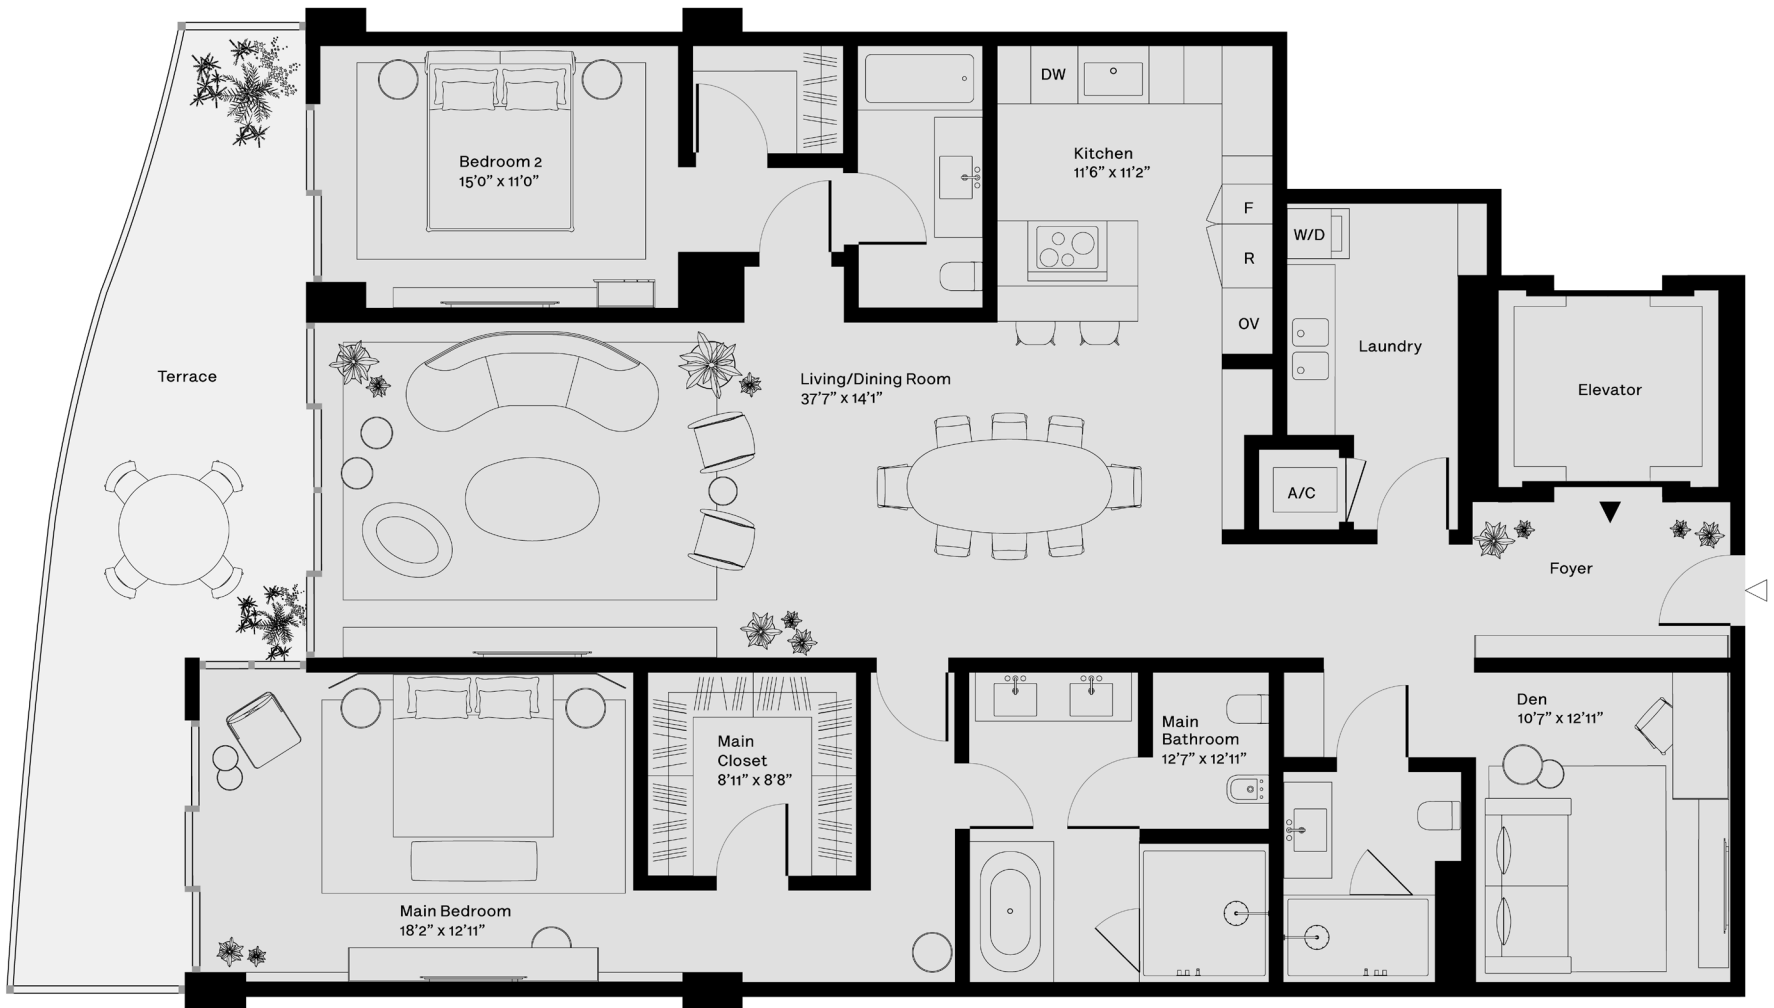 DW
Bedroom 2
15’0” x 11’0”
Kitchen
11’6” x 11’2”
F
W/D
R
OV
Laundry
Terrace
Living/Dining Room
37’7” x 14’1”
Elevator
A/C
Foyer
Den
10’7” x 12’11”
Main
Bathroom
12’7” x 12’11”
Main
Closet
8’11” x 8’8”
Main Bedroom
18’2” x 12’11”